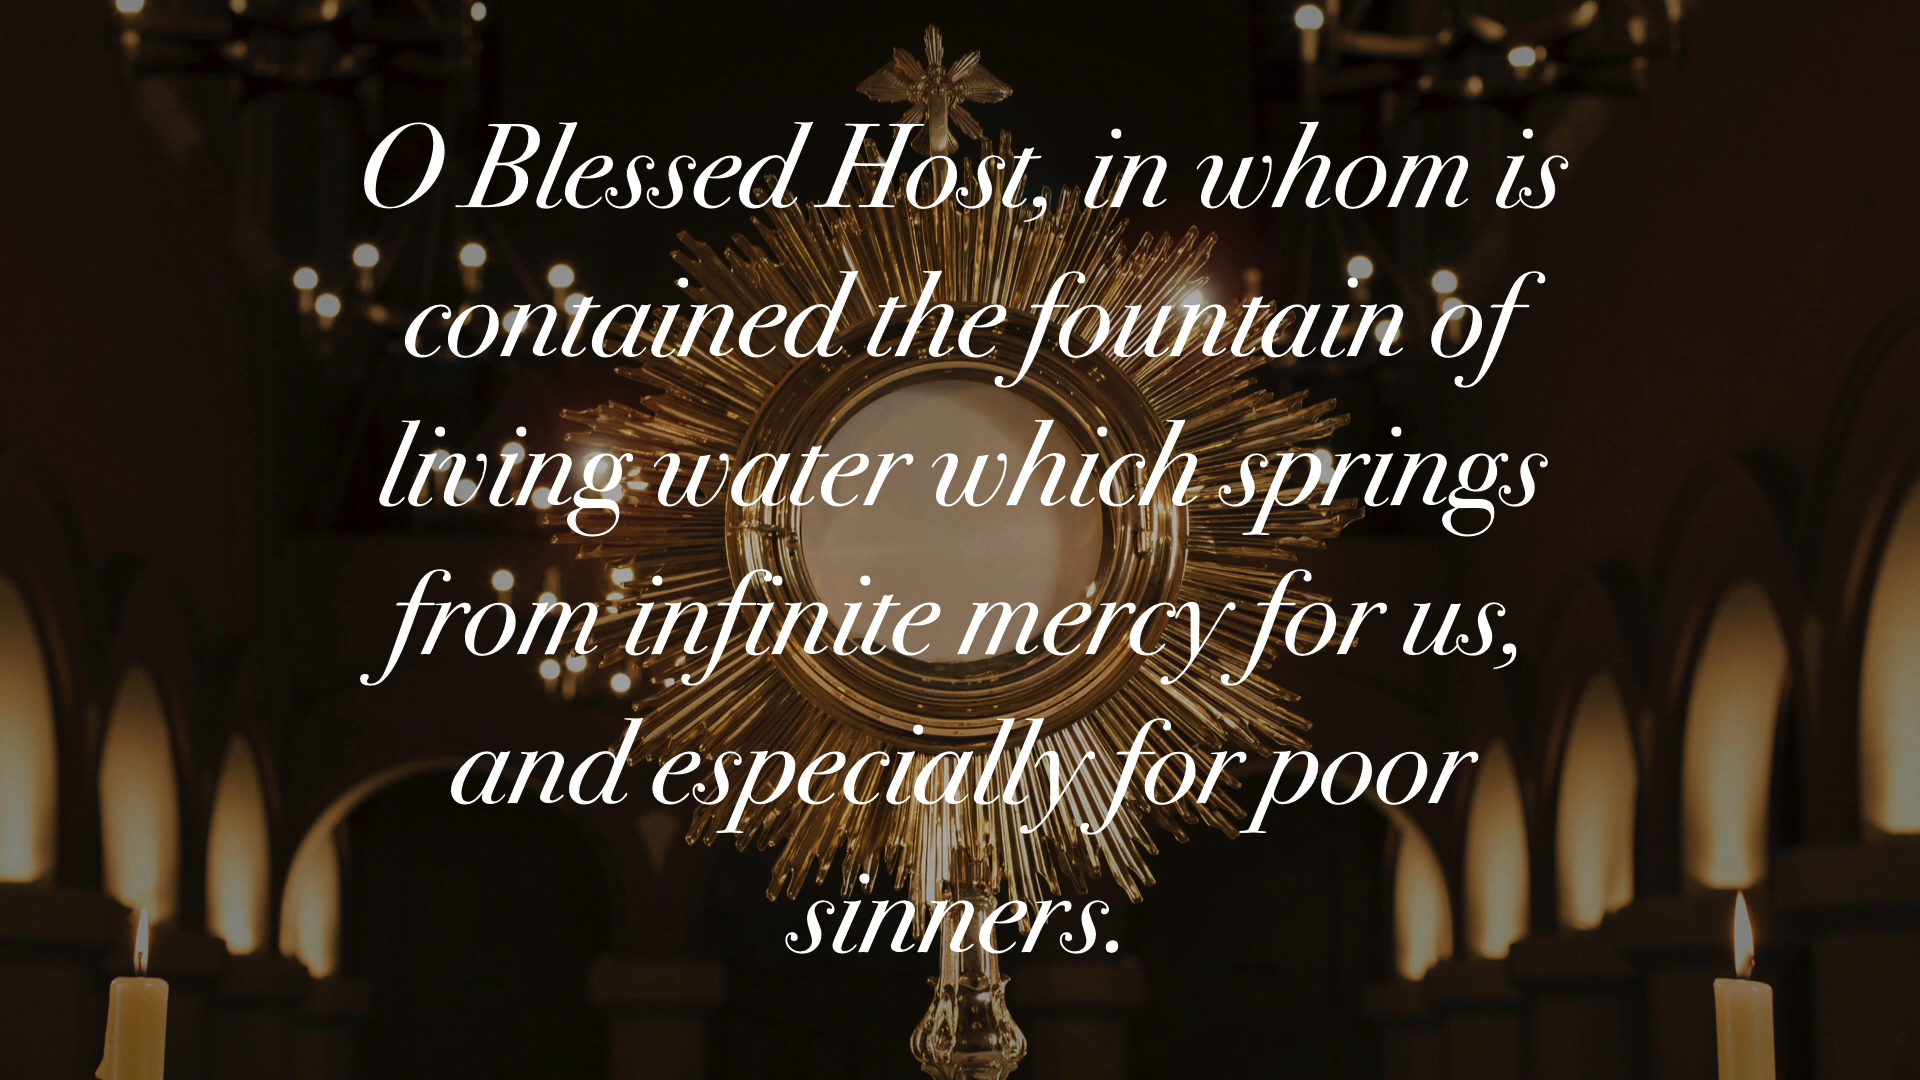 O Blessed Host, in whom is
contained the fountain of
living water which springs
from infinite mercy for us,
and especially for poor
sinners.